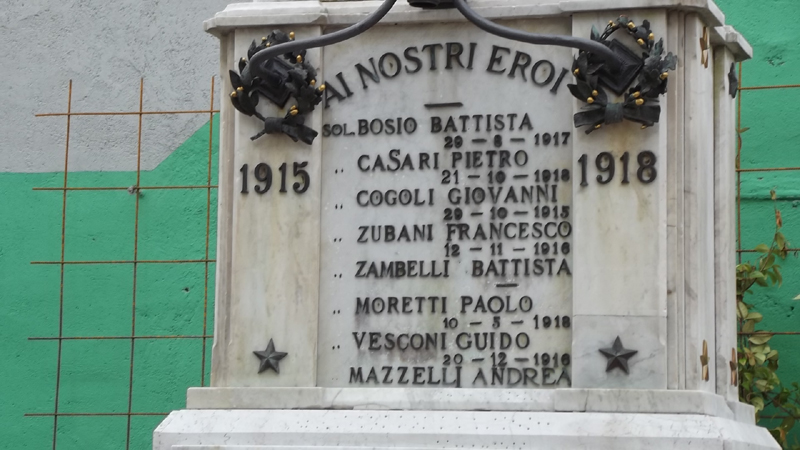 AI NOSTRI EROI
1915
1918
SOL. BOSIO BATTISTA
29 - 8 - 1917
,, CASARI PIETRO
21 - 10 - 1918
,, COGOLI GIOVANNI
29 - 10 - 1915
,, ZUBANI FRANCESCO
12 - 11 - 1916
,, ZAMBELLI BATTISTA
—
,, MORETTI PAOLO
10 - 5 - 1918
,, VESCONI GUIDO
20 - 12 - 1916
MAZZELLI ANDREA